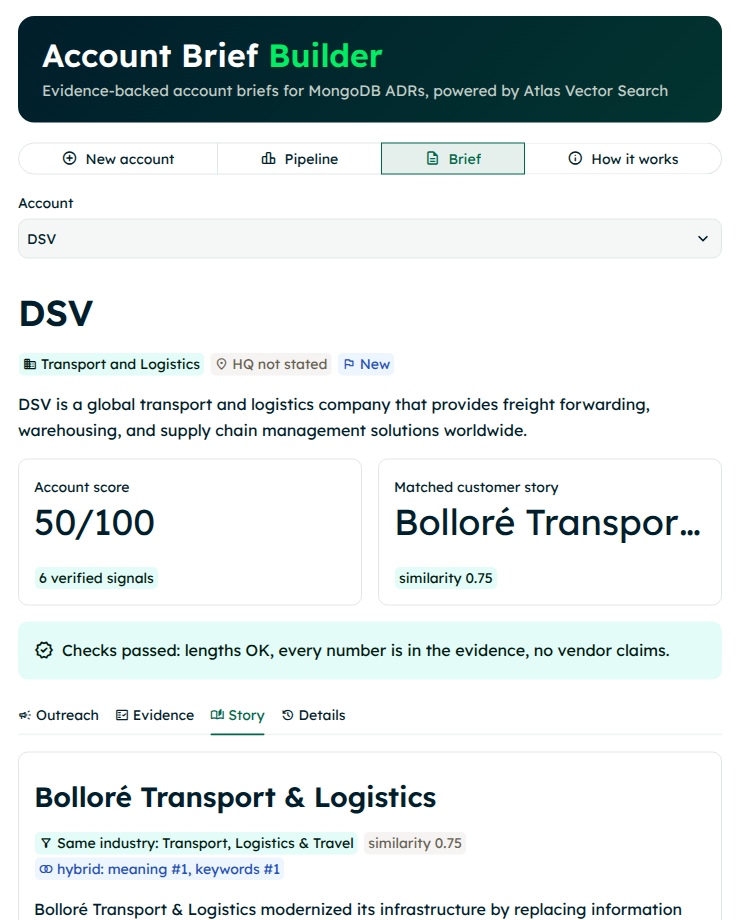 Account Brief Builder
Evidence-backed account briefs for MongoDB ADRs, powered by Atlas Vector Search
New account
Pipeline
Brief
How it works
Account
DSV
DSV
Transport and Logistics
HQ not stated
New
DSV is a global transport and logistics company that provides freight forwarding,
warehousing, and supply chain management solutions worldwide.
Account score
50/100
6 verified signals
Matched customer story
Bolloré Transpor...
similarity 0.75
Checks passed: lengths OK, every number is in the evidence, no vendor claims.
Outreach
Evidence
Story
Details
Bolloré Transport & Logistics
Same industry: Transport, Logistics & Travel
similarity 0.75
hybrid: meaning #1, keywords #1
Bolloré Transport & Logistics modernized its infrastructure by replacing information